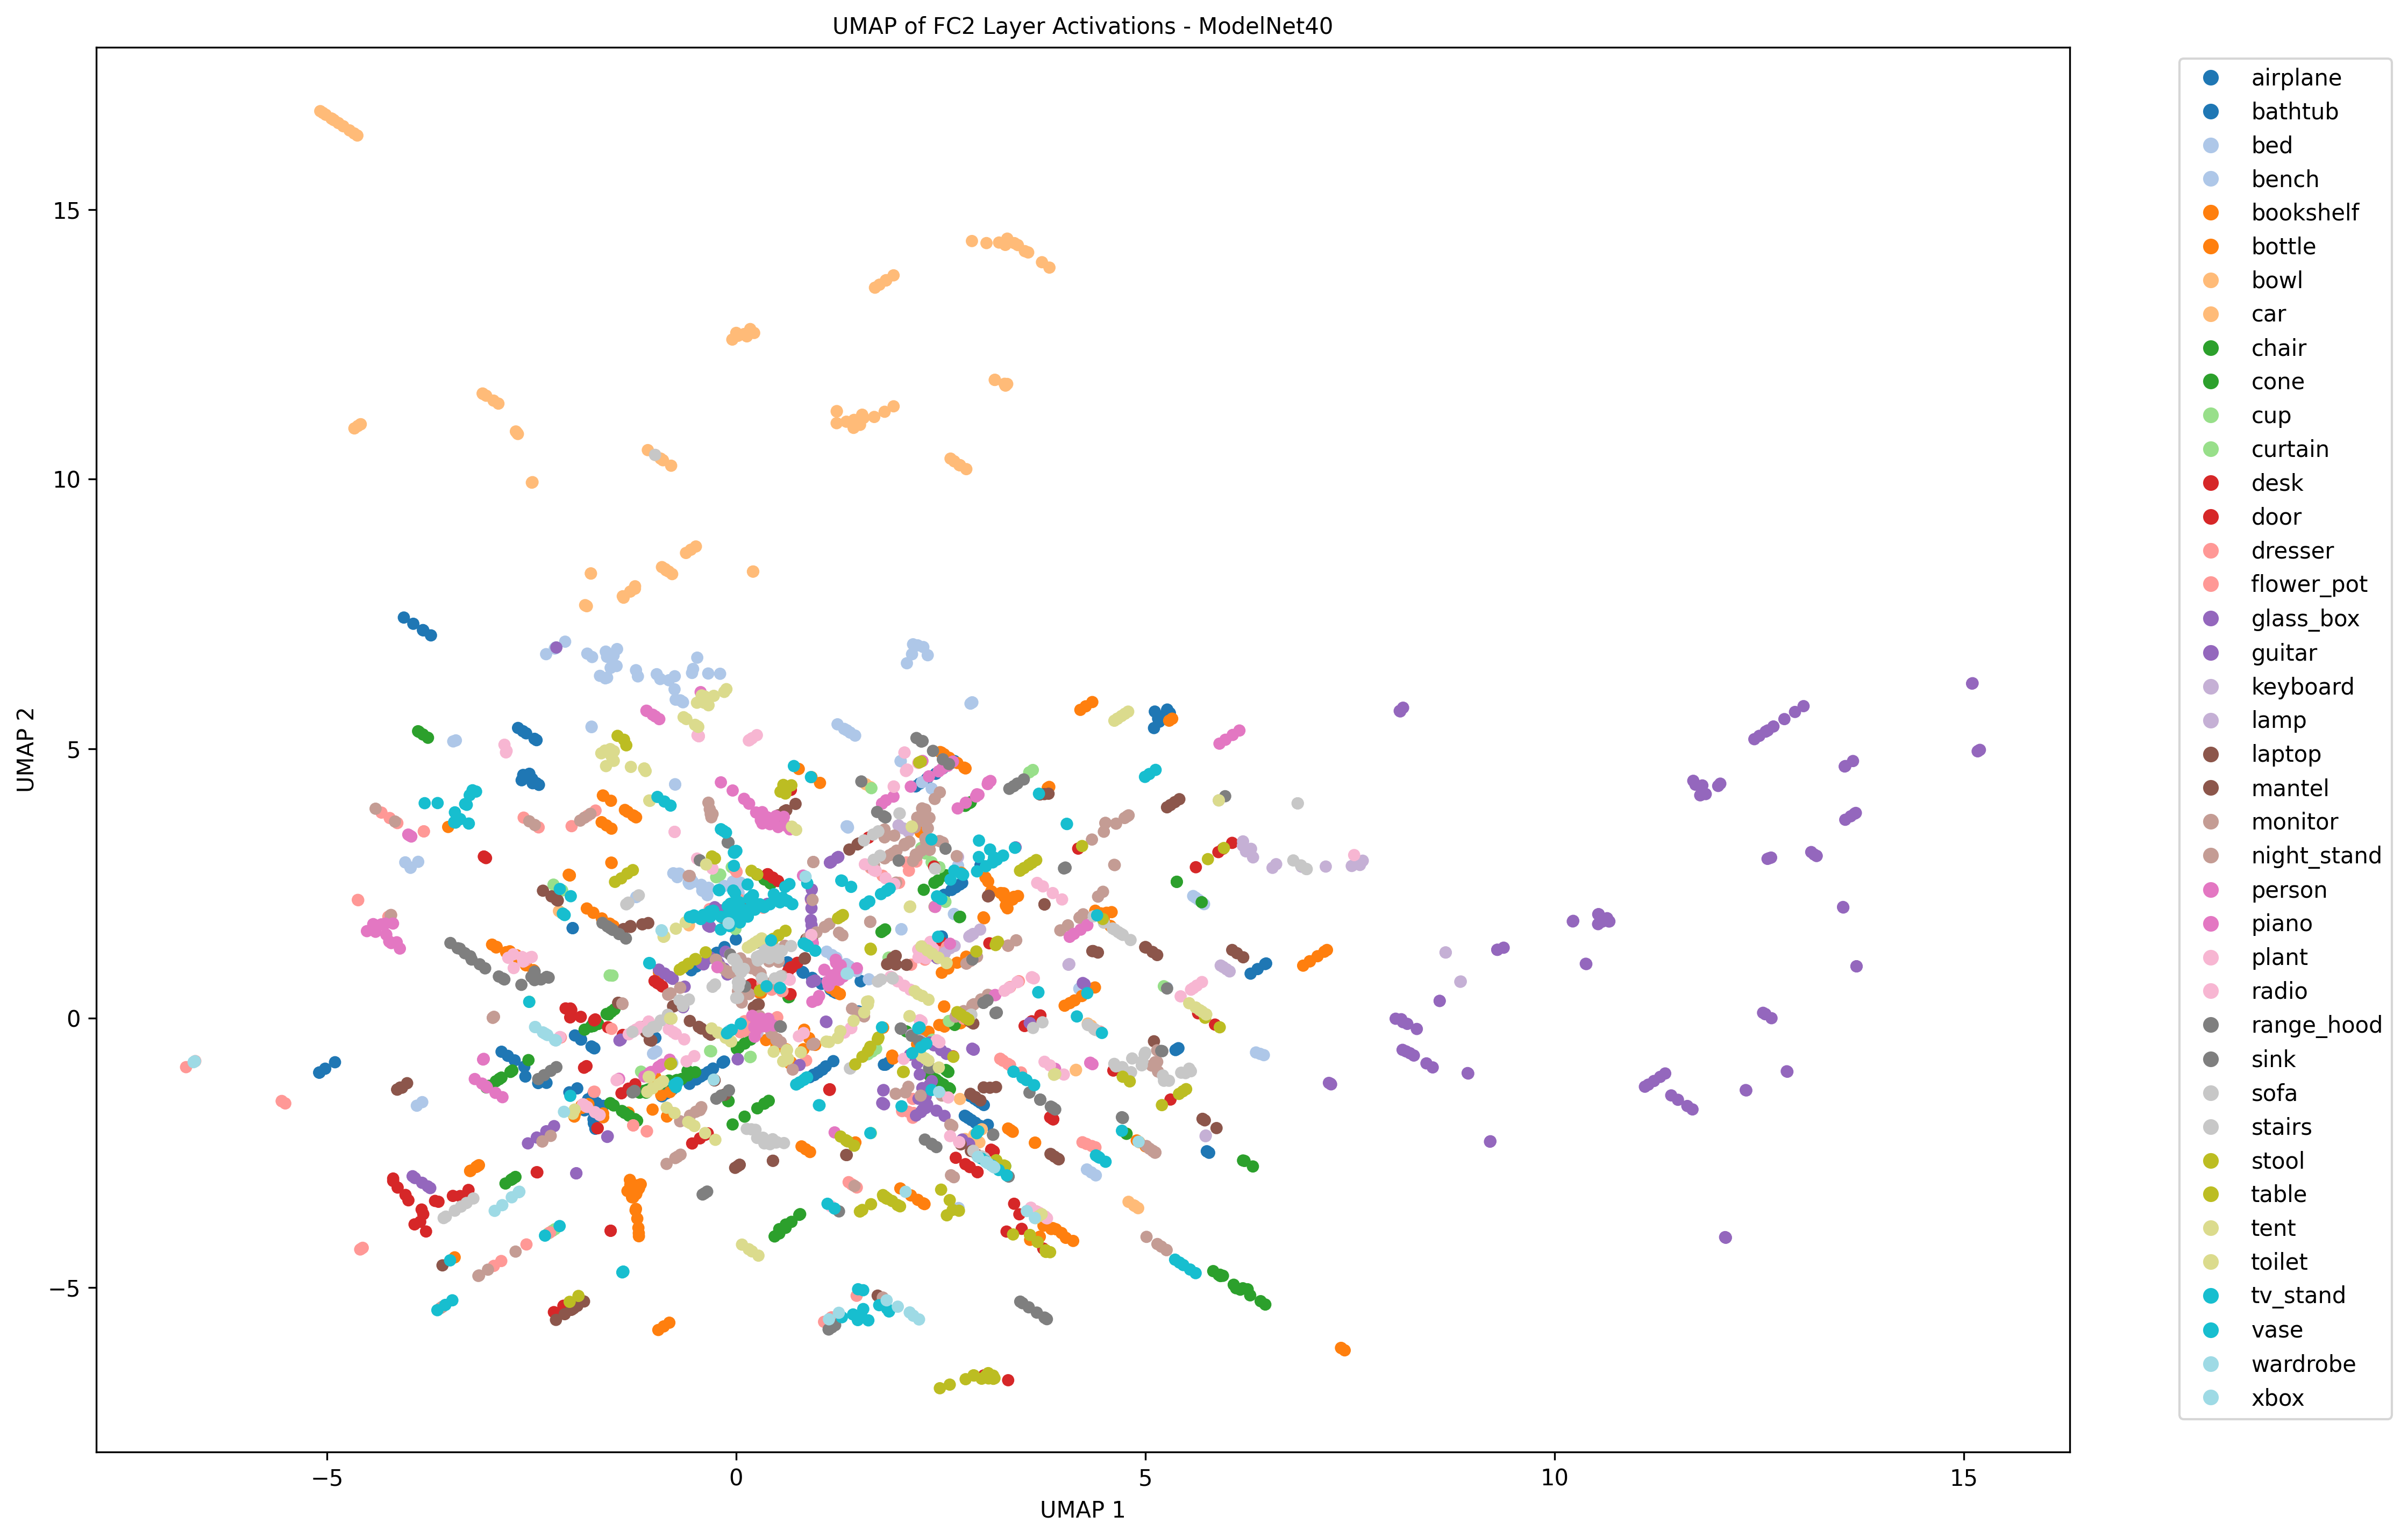 UMAP of FC2 Layer Activations - ModelNet40
UMAP 2
15
10
5
0
−5
−5
0
5
10
15
UMAP 1
airplane
bathtub
bed
bench
bookshelf
bottle
bowl
car
chair
cone
cup
curtain
desk
door
dresser
flower_pot
glass_box
guitar
keyboard
lamp
laptop
mantel
monitor
night_stand
person
piano
plant
radio
range_hood
sink
sofa
stairs
stool
table
tent
toilet
tv_stand
vase
wardrobe
xbox